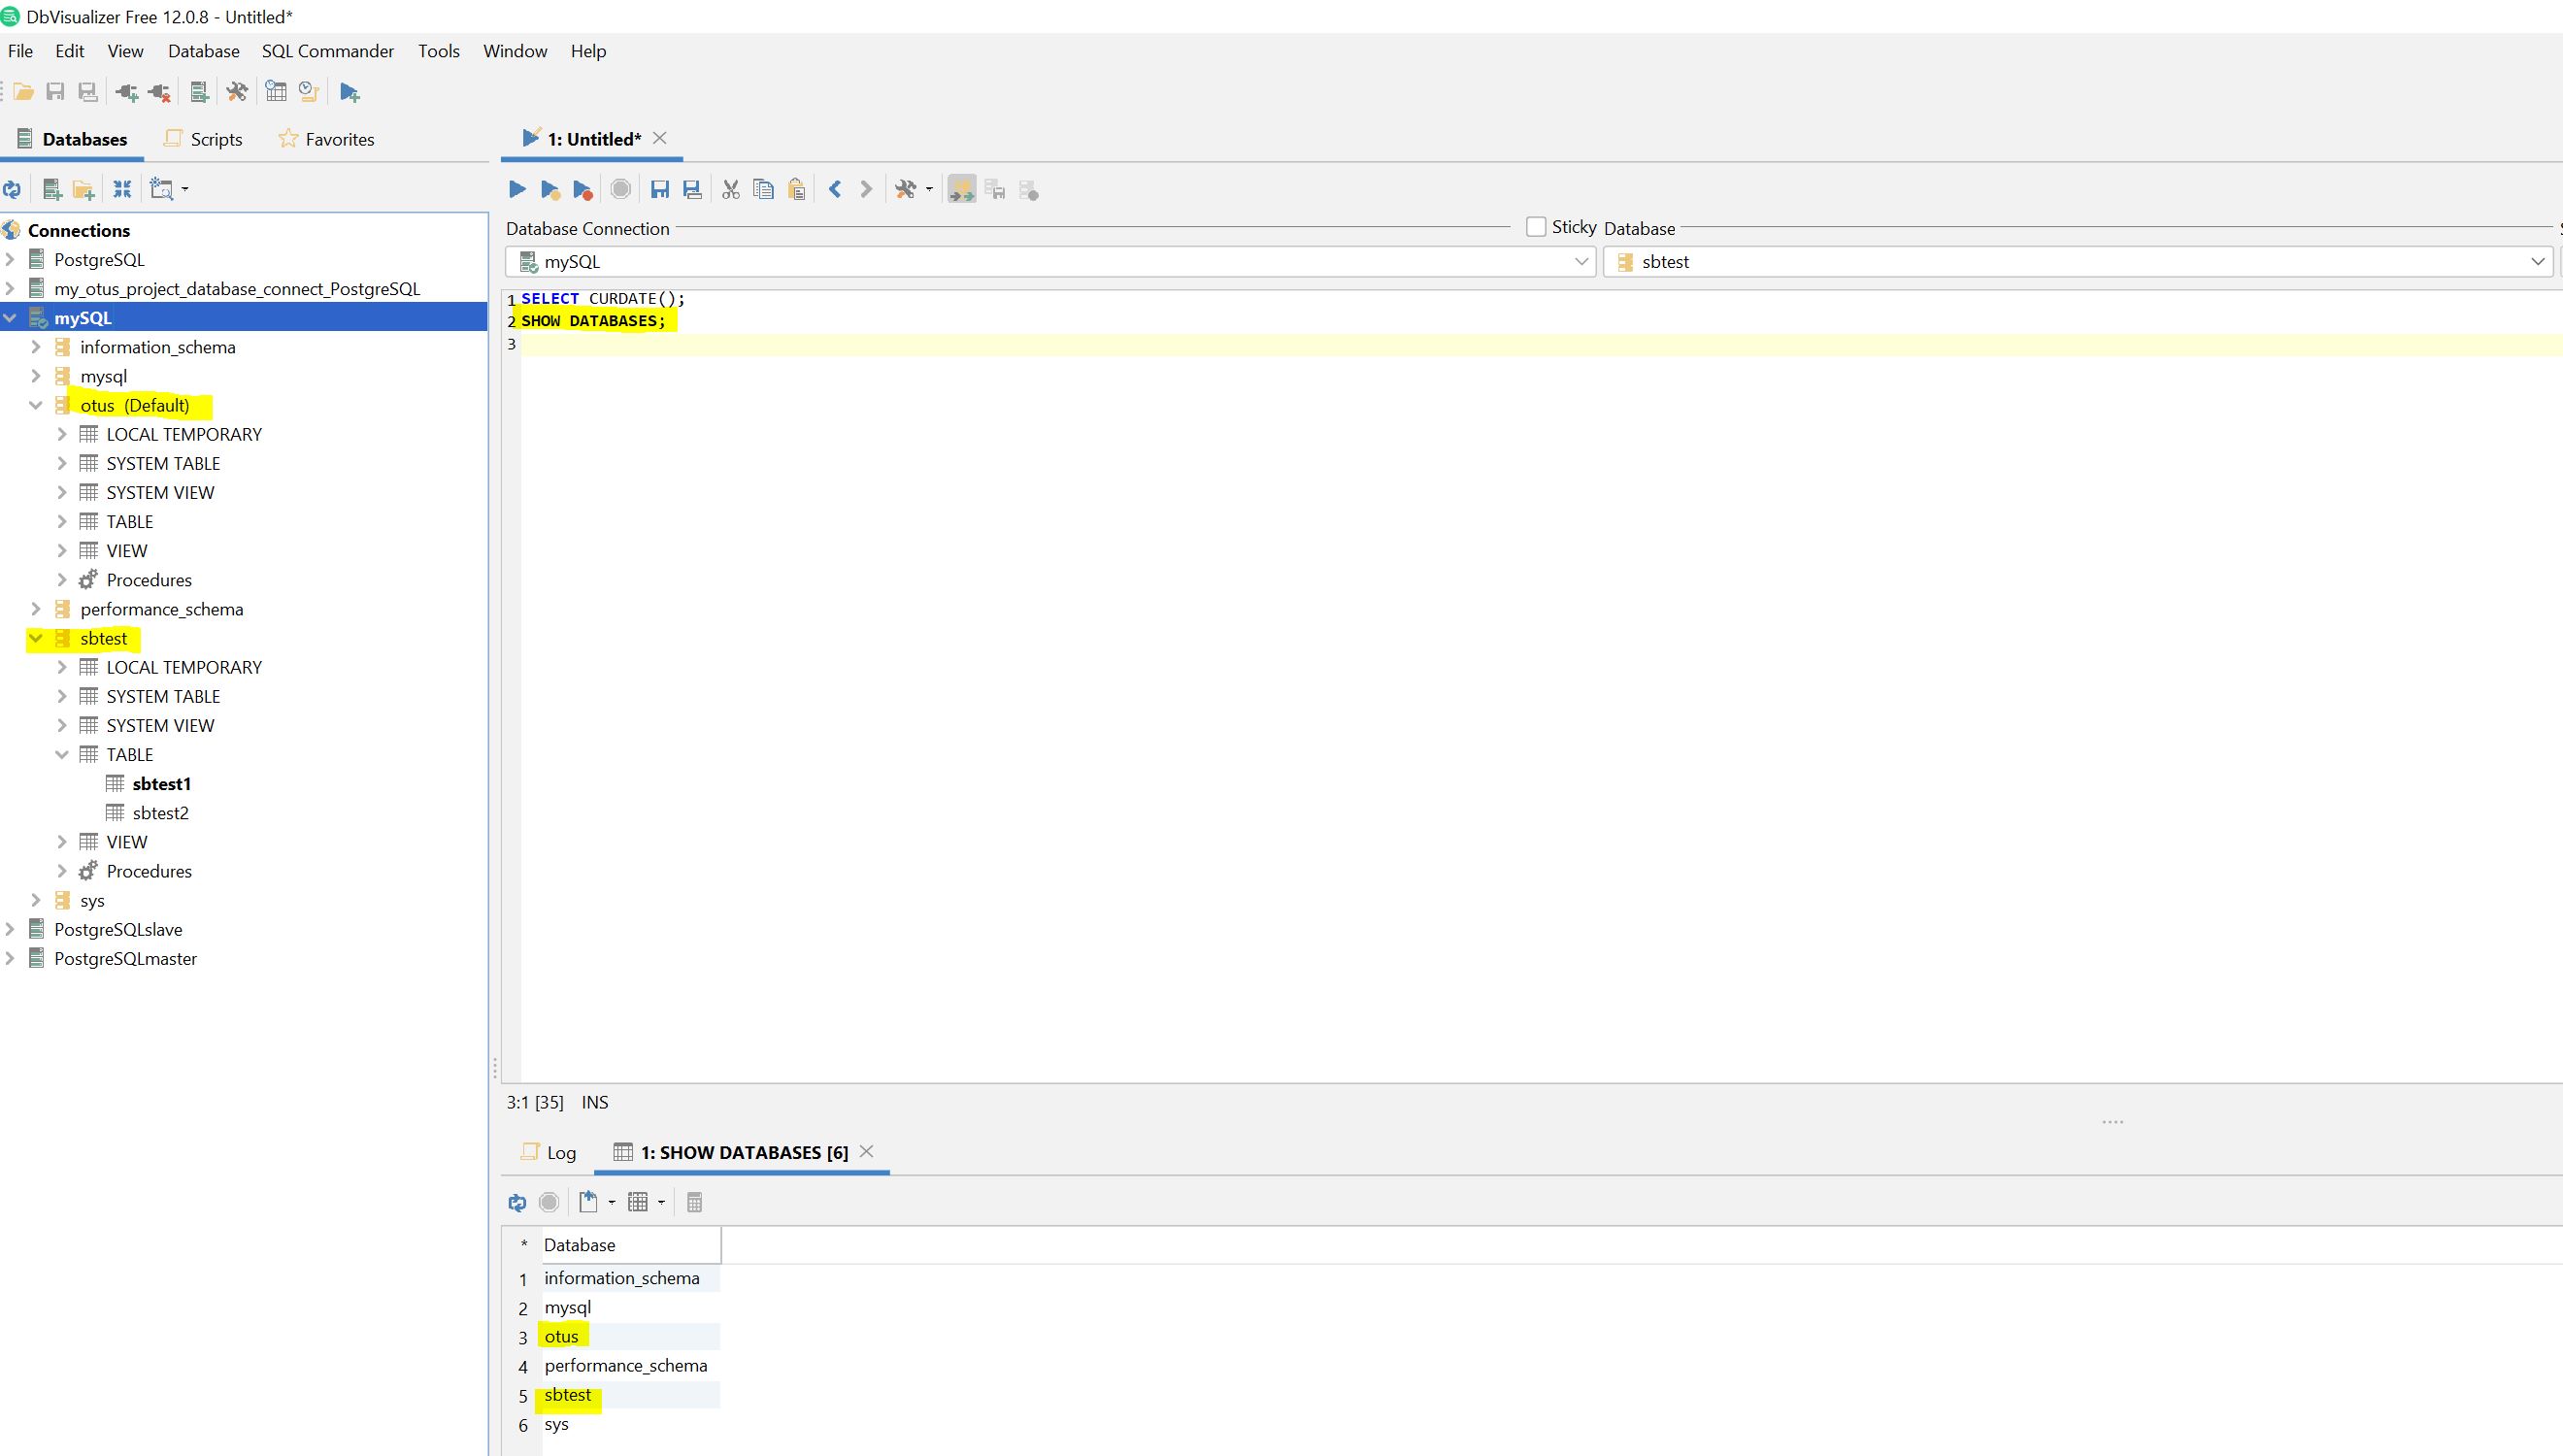 DbVisualizer Free 12.0.8 - Untitled*
File Edit View Database SQL Commander Tools Window Help
Databases Scripts Favorites
Connections
PostgreSQL
my_otus_project_database_connect_PostgreSQL
mySQL
information_schema
mysql
otus (Default)
LOCAL TEMPORARY
SYSTEM TABLE
SYSTEM VIEW
TABLE
VIEW
Procedures
performance_schema
sbtest
LOCAL TEMPORARY
SYSTEM TABLE
SYSTEM VIEW
TABLE
sbtest1
sbtest2
VIEW
Procedures
sys
PostgreSQLslave
PostgreSQLmaster
1: Untitled*
Database Connection Sticky Database
mySQL sbtest
1 SELECT CURDATE();
2 SHOW DATABASES;
3
3:1 [35] INS
Log 1: SHOW DATABASES [6]
* Database
1 information_schema
2 mysql
3 otus
4 performance_schema
5 sbtest
6 sys